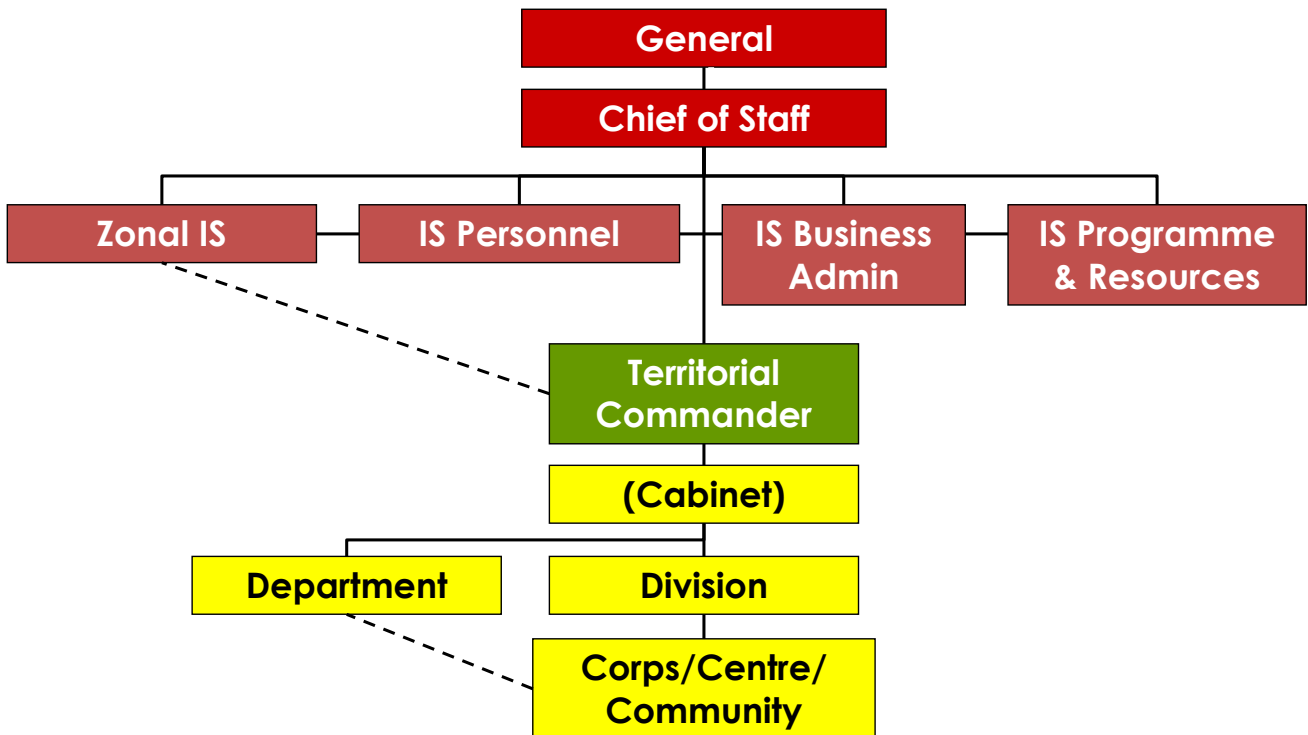 General
Chief of Staff
Zonal IS
IS Personnel
IS Business
Admin
IS Programme
& Resources
Territorial
Commander
(Cabinet)
Department
Division
Corps/Centre/
Community